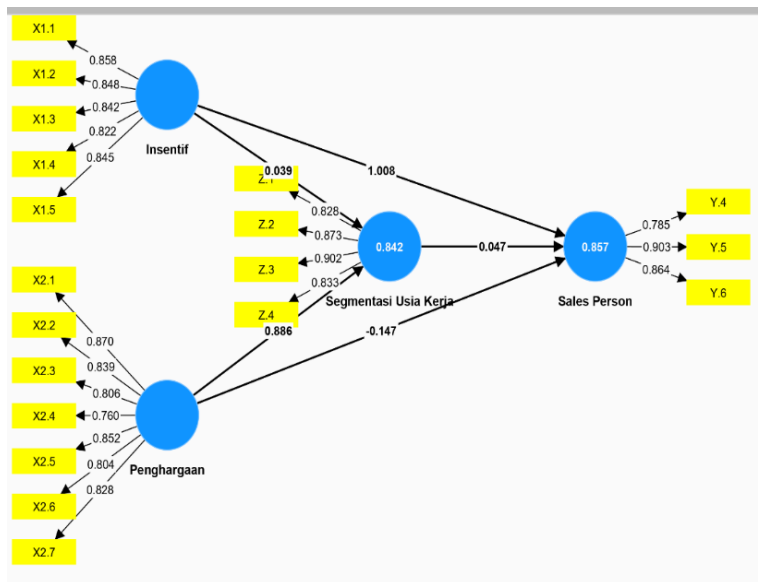 X1.1
X1.2
X1.3
X1.4
X1.5
0.858
0.848
0.842
0.822
0.845
Insentif
0.039
1.008
Z.1
Z.2
Z.3
Z.4
0.828
0.873
0.902
0.833
0.842
Segmentasi Usia Kerja
0.047
0.857
Sales Person
0.785
0.903
0.864
Y.4
Y.5
Y.6
0.886
-0.147
X2.1
X2.2
X2.3
X2.4
X2.5
X2.6
X2.7
0.870
0.839
0.806
0.760
0.852
0.804
0.828
Penghargaan